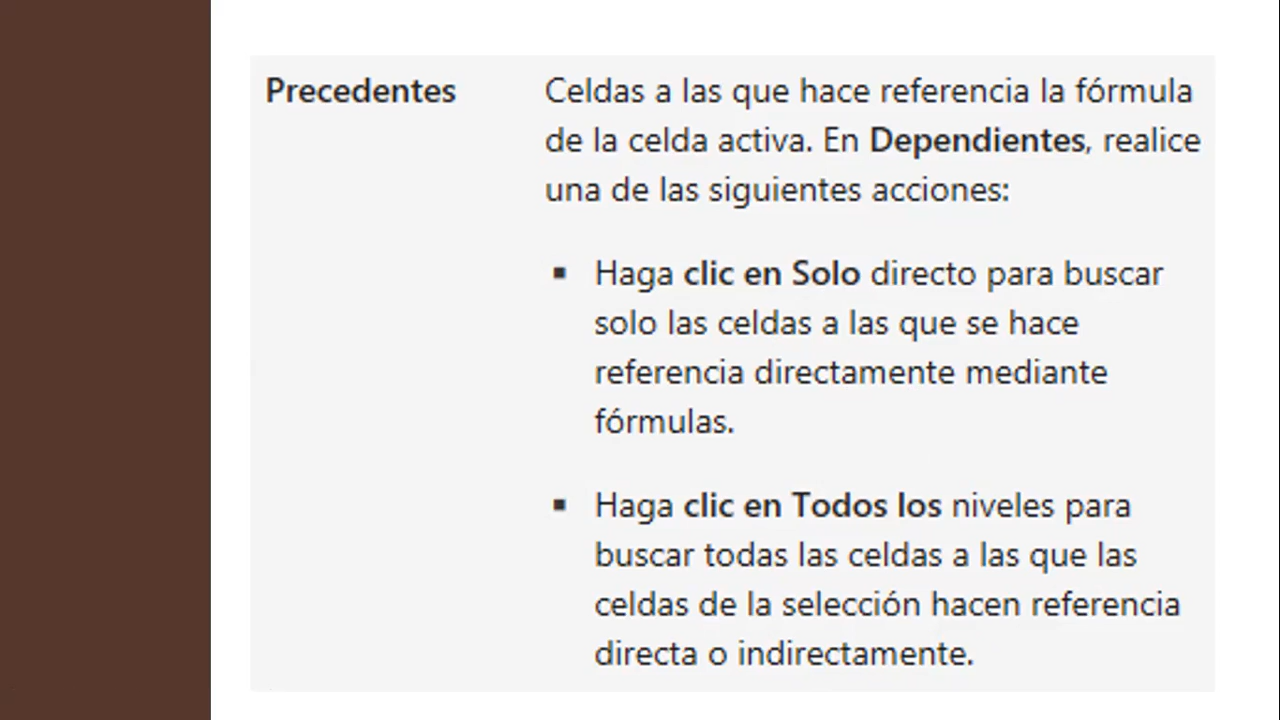 Precedentes
Celdas a las que hace referencia la fórmula
de la celda activa. En Dependientes, realice
una de las siguientes acciones:
▪ Haga clic en Solo directo para buscar
solo las celdas a las que se hace
referencia directamente mediante
fórmulas.
▪ Haga clic en Todos los niveles para
buscar todas las celdas a las que las
celdas de la selección hacen referencia
directa o indirectamente.